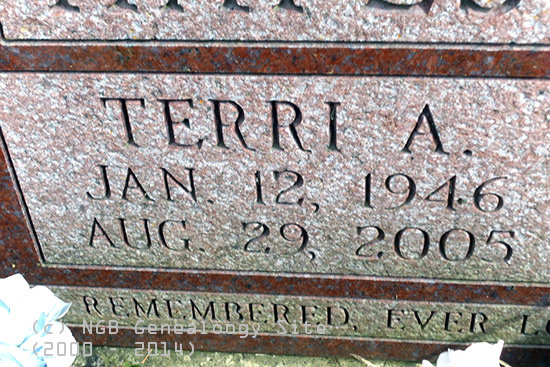 TERRI A.
JAN. 12, 1946
AUG. 29, 2005
REMEMBERED, EVER
(c) NGB Genealogy Site
(2000 - 2014)